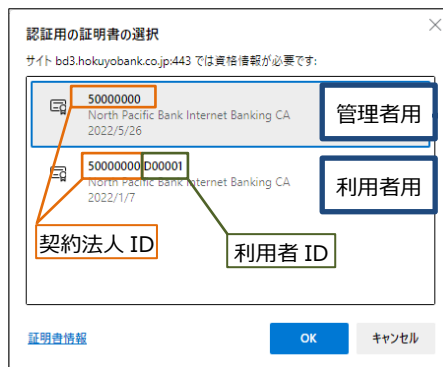 認証用の証明書の選択
サイト bd3.hokuyobank.co.jp:443 では資格情報が必要です:
50000000
North Pacific Bank Internet Banking CA
2022/5/26
管理者用
50000000 D00001
North Pacific Bank Internet Banking CA
2022/1/7
利用者用
契約法人 ID
利用者 ID
証明書情報
OK
キャンセル